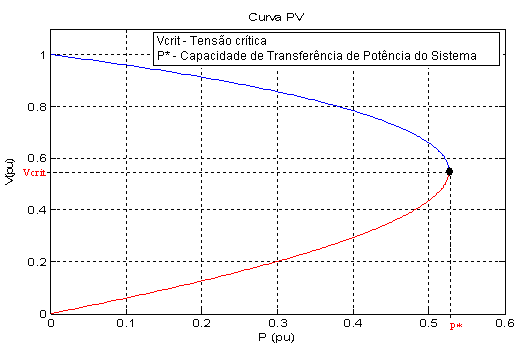 Curva PV
Vcrit - Tensão crítica
P* - Capacidade de Transferência de Potência do Sistema
1
0.8
0.6
Vcrit
0.4
0.2
0
V(pu)
0 0.1 0.2 0.3 0.4 0.5 0.6
P*
P (pu)